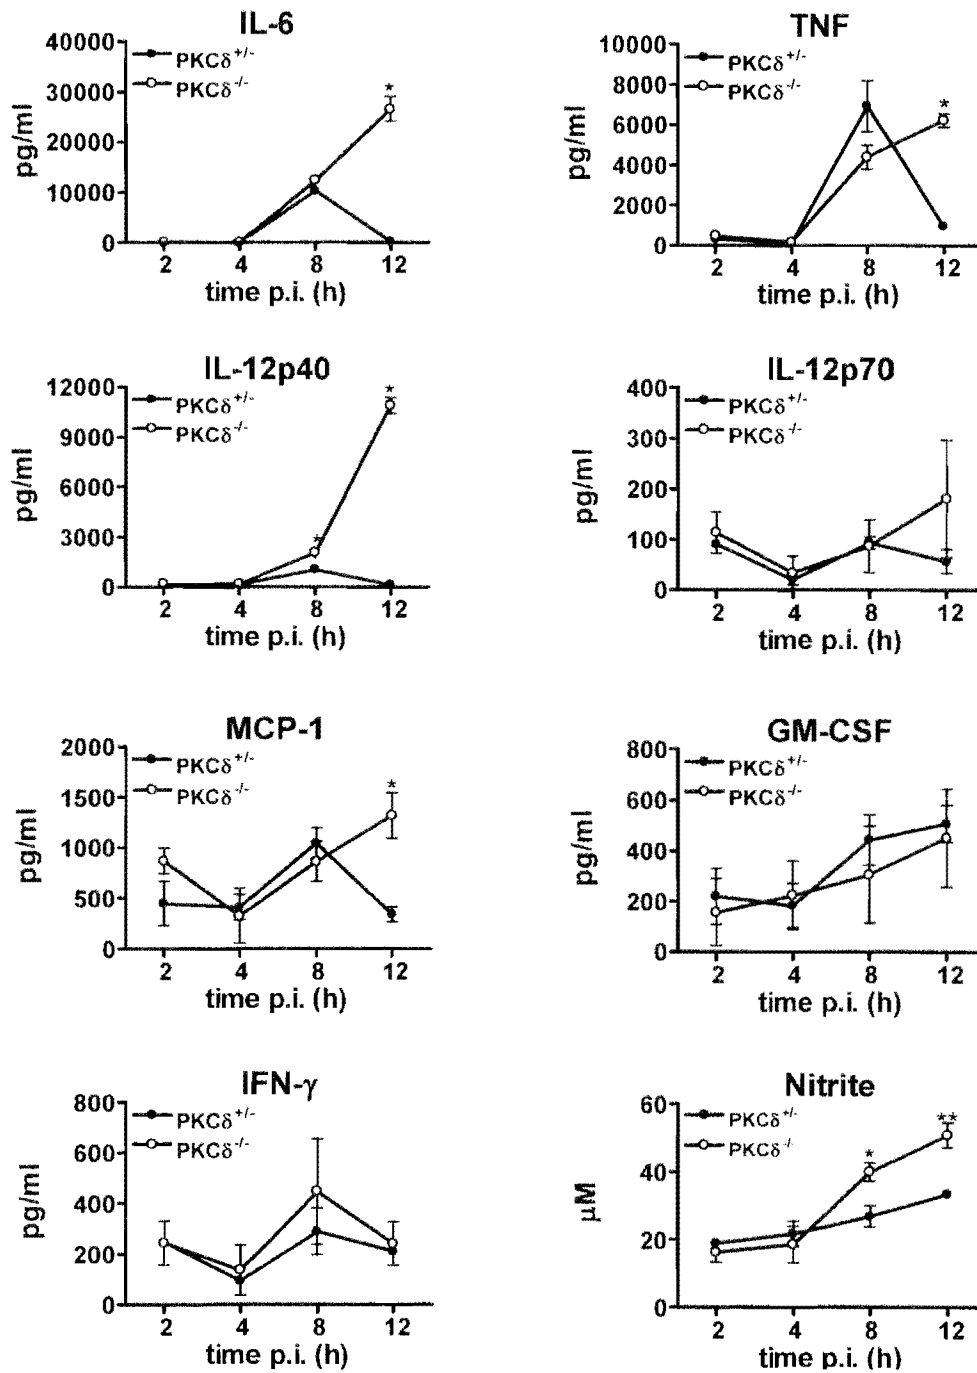 IL-6
40000
30000
20000
10000
0
pg/ml
PKCδ+/-
PKCδ-/-
*
2 4 8 12
time p.i. (h)
TNF
10000
8000
6000
4000
2000
0
pg/ml
PKCδ+/-
PKCδ-/-
*
2 4 8 12
time p.i. (h)
IL-12p40
12000
9000
6000
3000
0
pg/ml
PKCδ+/-
PKCδ-/-
*
*
2 4 8 12
time p.i. (h)
IL-12p70
400
300
200
100
0
pg/ml
PKCδ+/-
PKCδ-/-
2 4 8 12
time p.i. (h)
MCP-1
2000
1500
1000
500
0
pg/ml
PKCδ+/-
PKCδ-/-
*
2 4 8 12
time p.i. (h)
GM-CSF
800
600
400
200
0
pg/ml
PKCδ+/-
PKCδ-/-
2 4 8 12
time p.i. (h)
IFN-γ
800
600
400
200
0
pg/ml
PKCδ+/-
PKCδ-/-
2 4 8 12
time p.i. (h)
Nitrite
60
40
20
0
µM
PKCδ+/-
PKCδ-/
*
**
2 4 8 12
time p.i. (h)